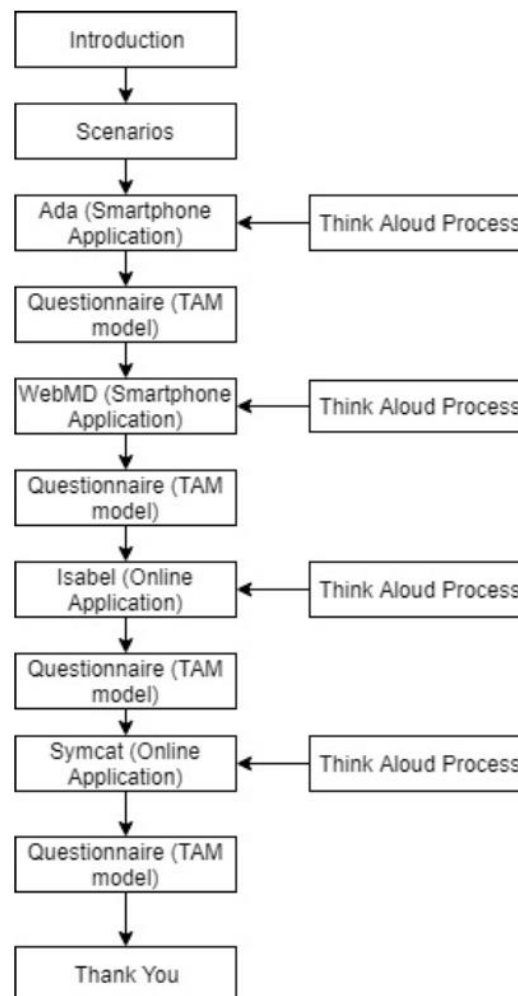 Introduction
Scenarios
Ada (Smartphone
Application)
Think Aloud Process
Questionnaire (TAM
model)
WebMD (Smartphone
Application)
Think Aloud Process
Questionnaire (TAM
model)
Isabel (Online
Application)
Think Aloud Process
Questionnaire (TAM
model)
Symcat (Online
Application)
Think Aloud Process
Questionnaire (TAM
model)
Thank You